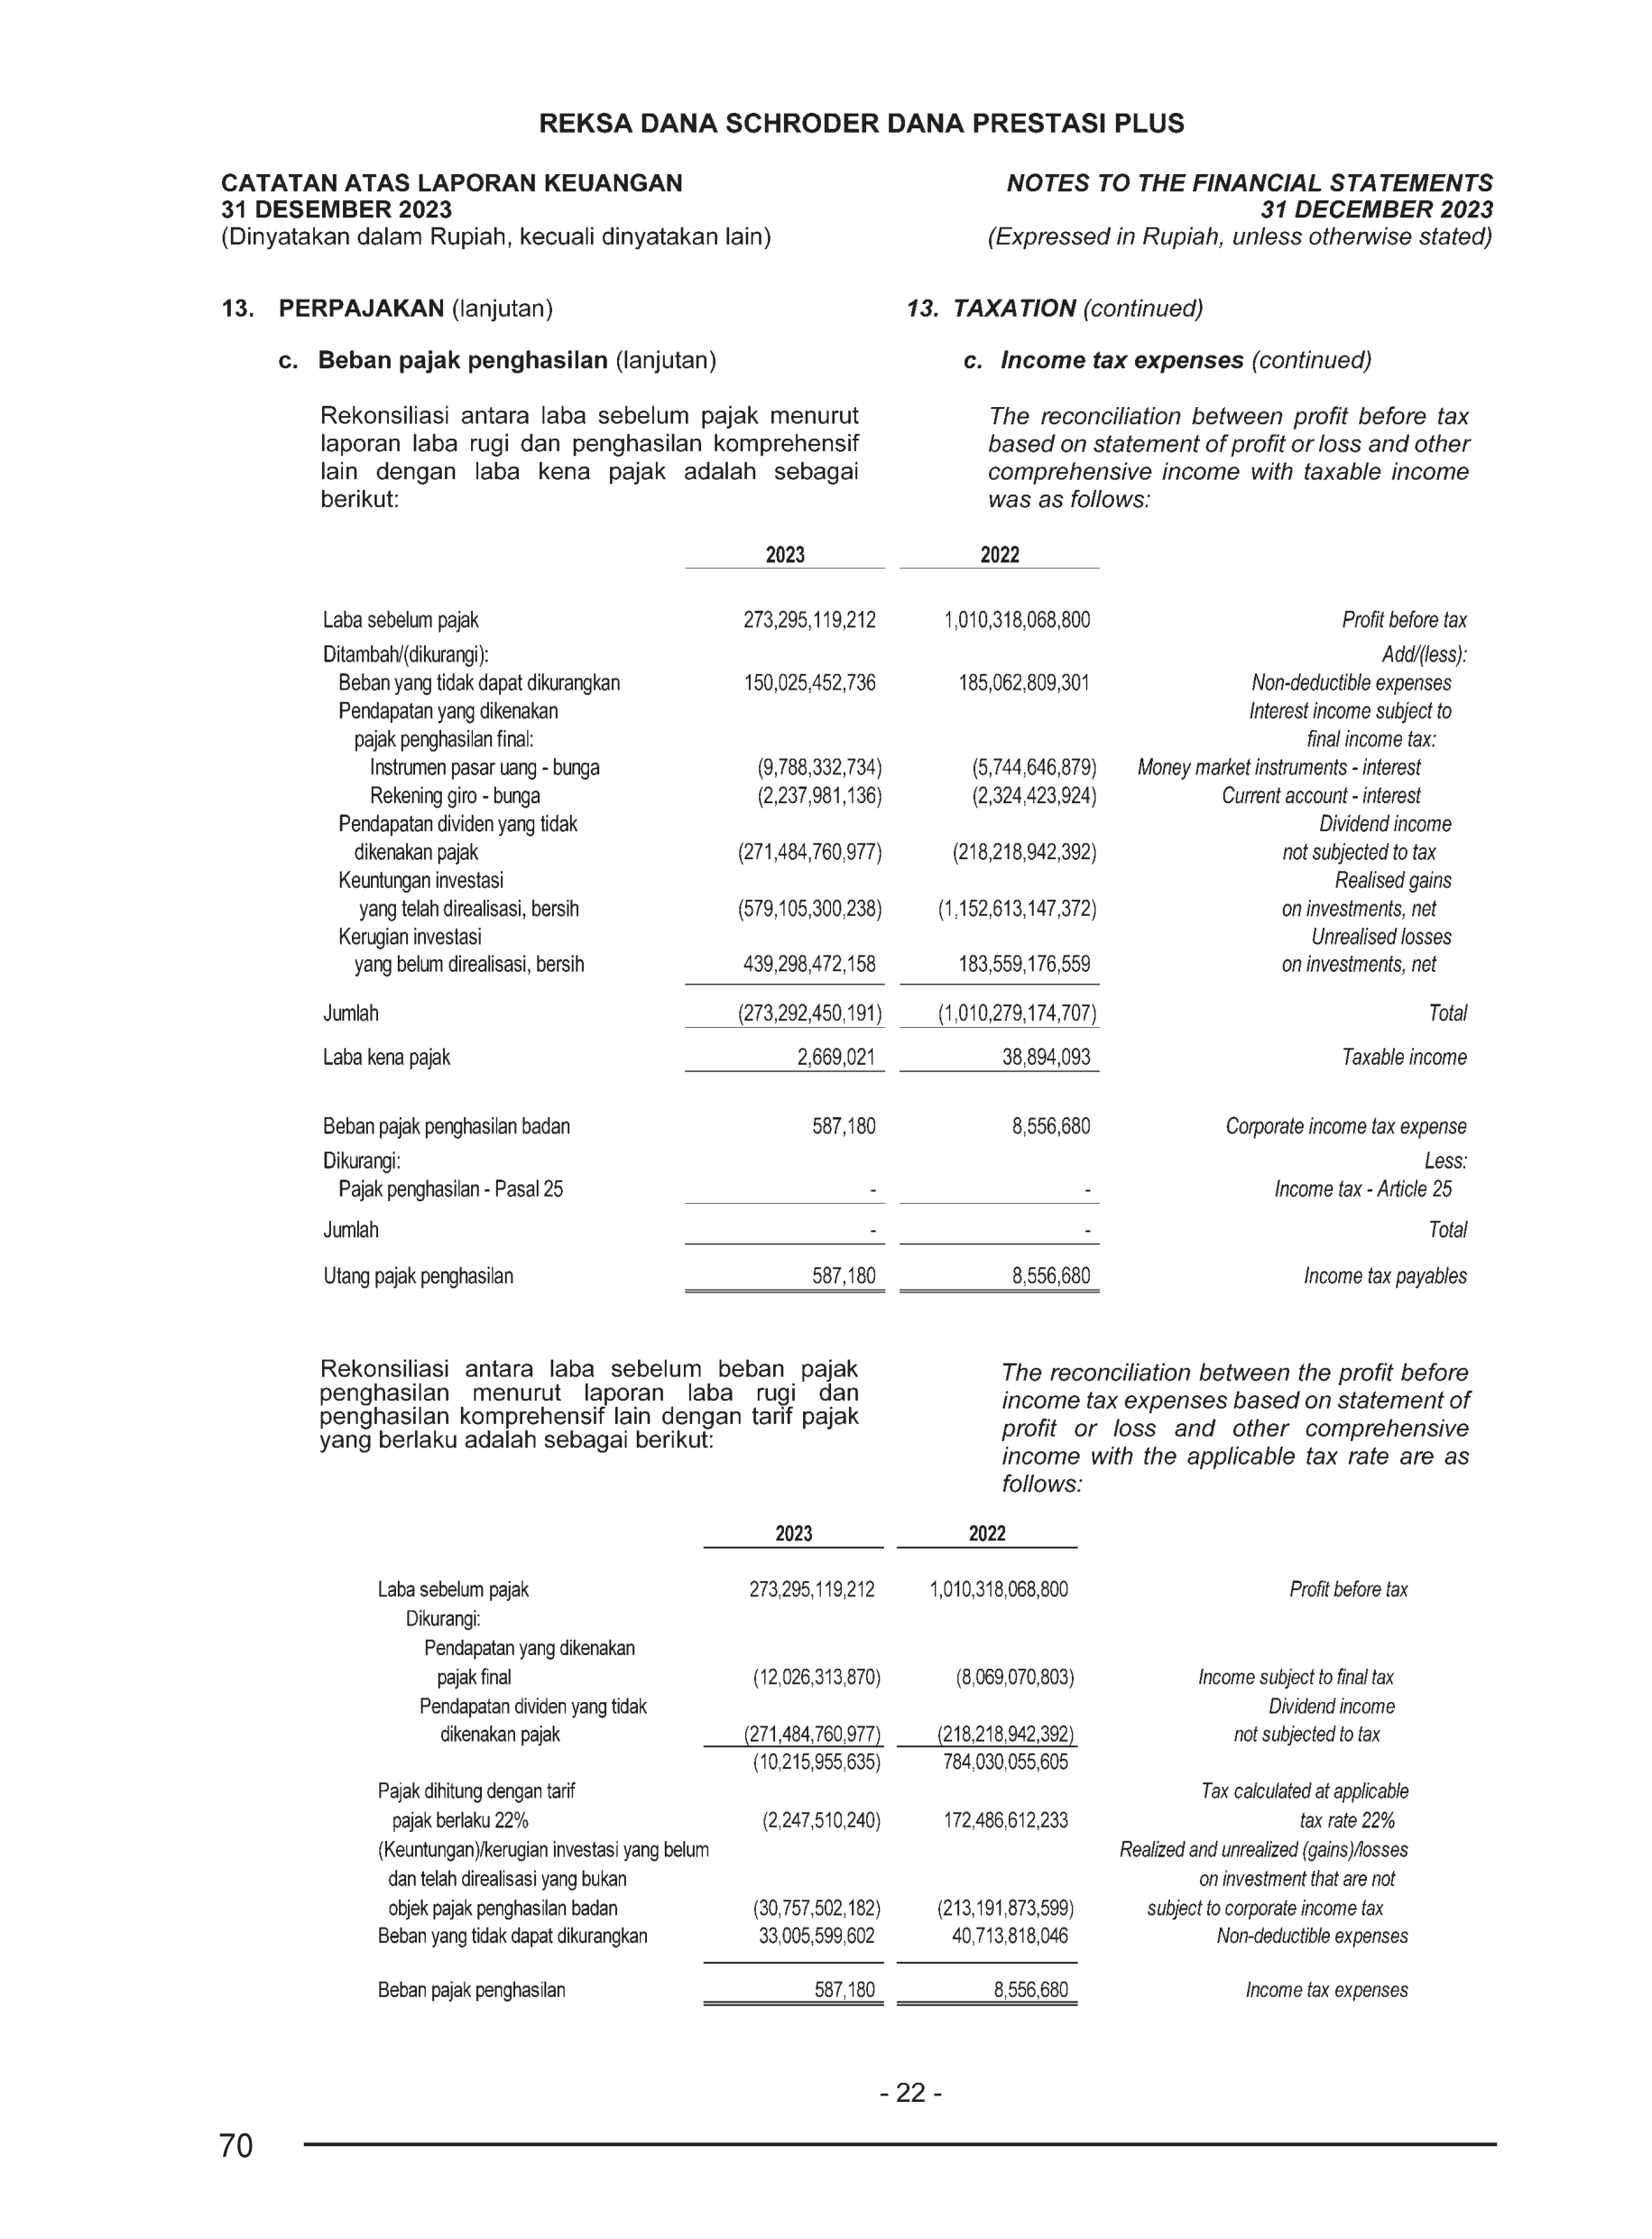 REKSA DANA SCHRODER DANA PRESTASI PLUS
CATATAN ATAS LAPORAN KEUANGAN
31 DESEMBER 2023
(Dinyatakan dalam Rupiah, kecuali dinyatakan lain)
NOTES TO THE FINANCIAL STATEMENTS
31 DECEMBER 2023
(Expressed in Rupiah, unless otherwise stated)
13. PERPAJAKAN (lanjutan)
13. TAXATION (continued)
c. Beban pajak penghasilan (lanjutan)
c. Income tax expenses (continued)
Rekonsiliasi antara laba sebelum pajak menurut
laporan laba rugi dan penghasilan komprehensif
lain dengan laba kena pajak adalah sebagai
berikut:
The reconciliation between profit before tax
based on statement of profit or loss and other
comprehensive income with taxable income
was as follows:
2023 2022
Laba sebelum pajak 273,295,119,212 1,010,318,068,800 Profit before tax
Ditambah/(dikurangi): Add/(less):
Beban yang tidak dapat dikurangkan 150,025,452,736 185,062,809,301 Non-deductible expenses
Pendapatan yang dikenakan Interest income subject to
pajak penghasilan final: final income tax:
Instrumen pasar uang - bunga (9,788,332,734) (5,744,646,879) Money market instruments - interest
Rekening giro - bunga (2,237,981,136) (2,324,423,924) Current account - interest
Pendapatan dividen yang tidak Dividend income
dikenakan pajak (271,484,760,977) (218,218,942,392) not subjected to tax
Keuntungan investasi Realised gains
yang telah direalisasi, bersih (579,105,300,238) (1,152,613,147,372) on investments, net
Kerugian investasi Unrealised losses
yang belum direalisasi, bersih 439,298,472,158 183,559,176,559 on investments, net
Jumlah (273,292,450,191) (1,010,279,174,707) Total
Laba kena pajak 2,669,021 38,894,093 Taxable income
Beban pajak penghasilan badan 587,180 8,556,680 Corporate income tax expense
Dikurangi: Less:
Pajak penghasilan - Pasal 25 - - Income tax - Article 25
Jumlah - - Total
Utang pajak penghasilan 587,180 8,556,680 Income tax payables
Rekonsiliasi antara laba sebelum beban pajak
penghasilan menurut laporan laba rugi dan
penghasilan komprehensif lain dengan tarif pajak
yang berlaku adalah sebagai berikut:
The reconciliation between the profit before
income tax expenses based on statement of
profit or loss and other comprehensive
income with the applicable tax rate are as
follows:
2023 2022
Laba sebelum pajak 273,295,119,212 1,010,318,068,800 Profit before tax
Dikurangi:
Pendapatan yang dikenakan
pajak final (12,026,313,870) (8,069,070,803) Income subject to final tax
Pendapatan dividen yang tidak Dividend income
dikenakan pajak (271,484,760,977) (218,218,942,392) not subjected to tax
(10,215,955,635) 784,030,055,605
Pajak dihitung dengan tarif Tax calculated at applicable
pajak berlaku 22% (2,247,510,240) 172,486,612,233 tax rate 22%
(Keuntungan)/kerugian investasi yang belum Realized and unrealized (gains)/losses
dan telah direalisasi yang bukan on investment that are not
objek pajak penghasilan badan (30,757,502,182) (213,191,873,599) subject to corporate income tax
Beban yang tidak dapat dikurangkan 33,005,599,602 40,713,818,046 Non-deductible expenses
Beban pajak penghasilan 587,180 8,556,680 Income tax expenses
- 22 -
70